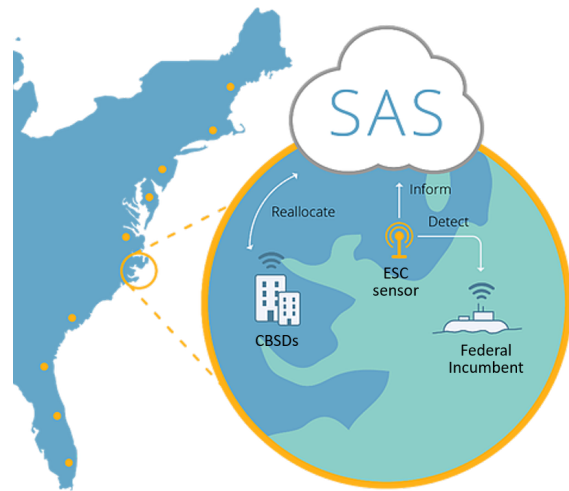 SAS
Inform
Reallocate
Detect
ESC
sensor
CBSDs
Federal
Incumbent